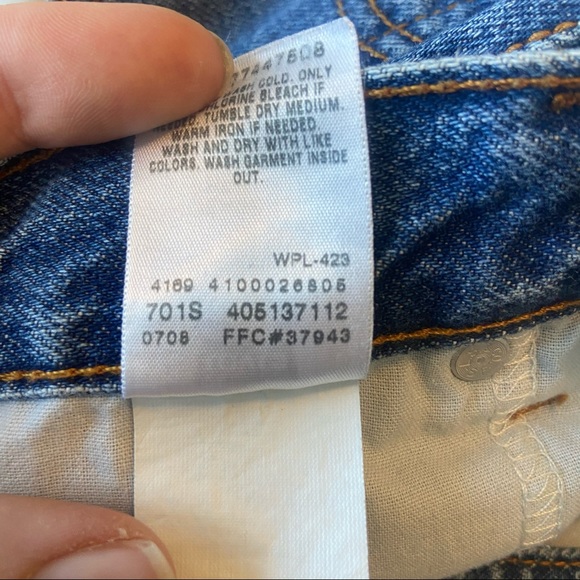 37447508
COLD. ONLY
BLEACH IF
TUMBLE DRY MEDIUM.
WARM IRON IF NEEDED
WASH AND DRY WITH LIKE
COLORS. WASH GARMENT INSIDE
OUT.
WPL-423
4169 4100026805
701S 405137112
0708 FFC#37943